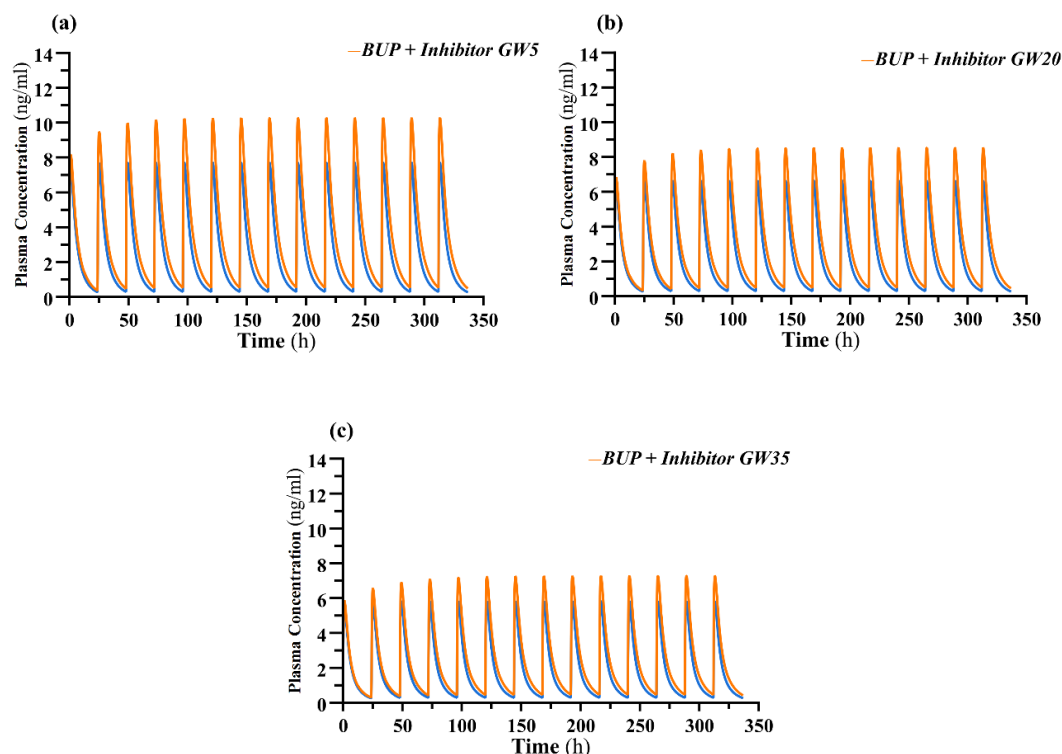 (a)
—BUP + Inhibitor GW5
Plasma Concentration (ng/ml)
14
12
10
8
6
4
2
0
0 50 100 150 200 250 300 350
Time (h)
(b)
—BUP + Inhibitor GW20
Plasma Concentration (ng/ml)
14
12
10
8
6
4
2
0
0 50 100 150 200 250 300 350
Time (h)
(c)
—BUP + Inhibitor GW35
Plasma Concentration (ng/ml)
14
12
10
8
6
4
2
0
0 50 100 150 200 250 300 350
Time (h)